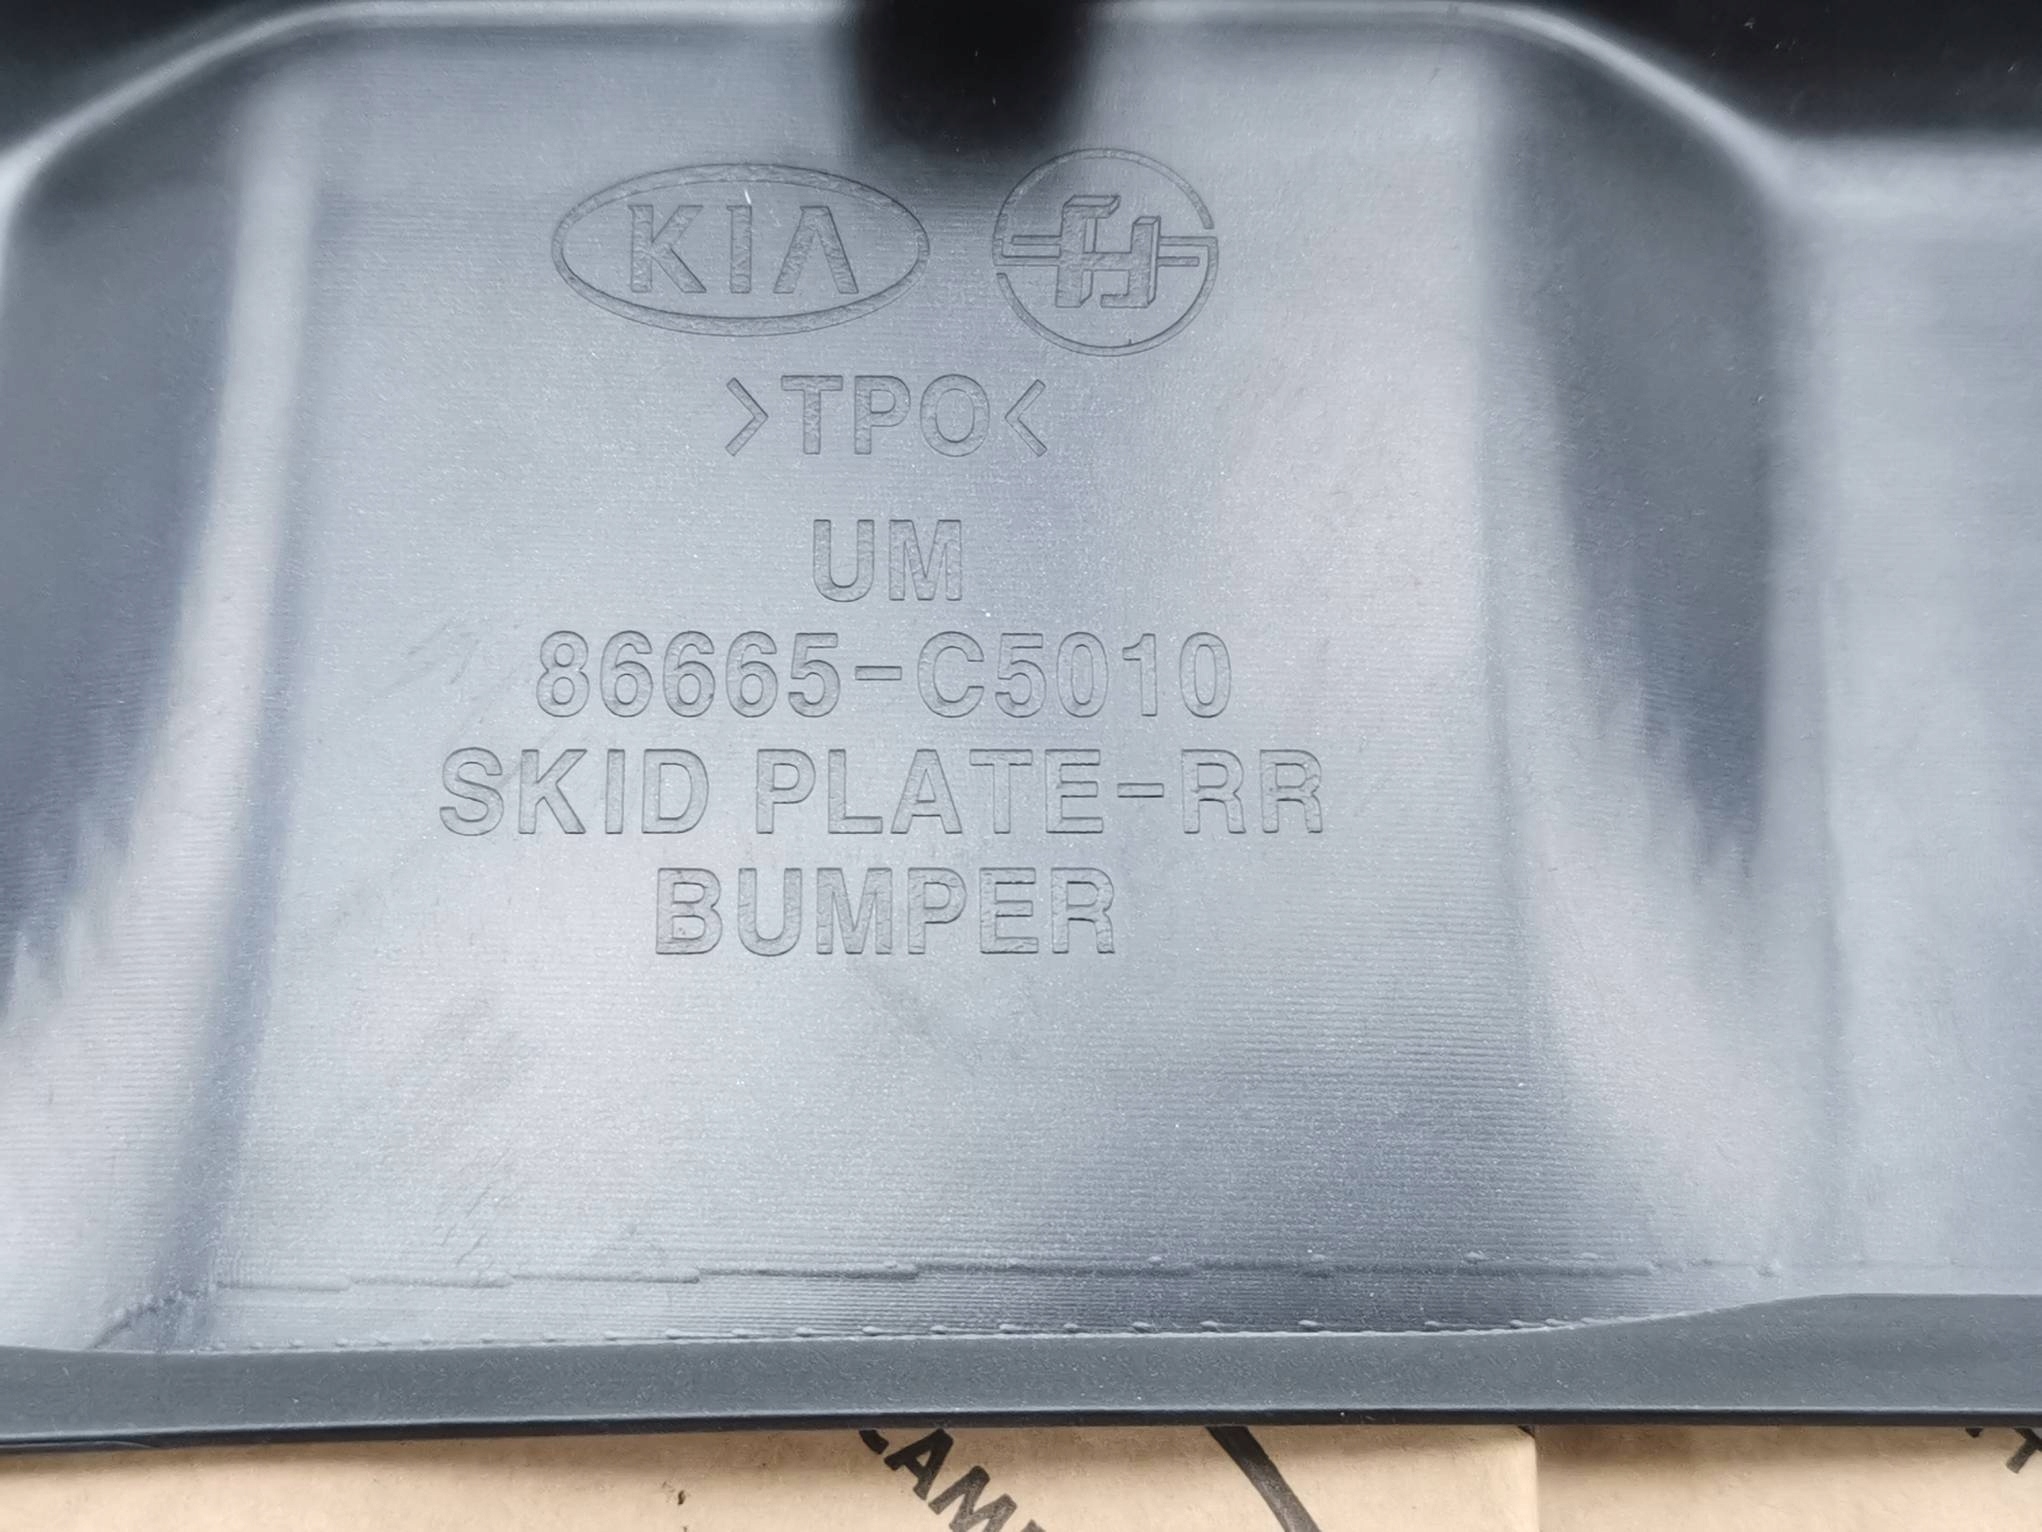 KIA
>TPO<
UM
86665-C5010
SKID PLATE-RR
BUMPER